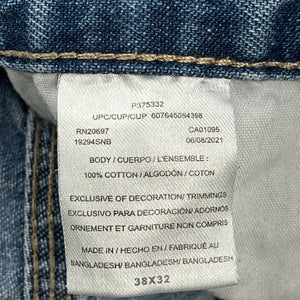 P375332
UPC/CUP/CUP 607645084398
RN20697 CA01095
19294SNB 06/08/2021
BODY / CUERPO / L'ENSEMBLE :
100% COTTON / ALGODÓN / COTON
EXCLUSIVE OF DECORATION/ TRIMMINGS
EXCLUSIVO PARA DECORATIVO/ ADORNOS
ORNEMENT ET GARNITURE NON COMPRIS
MADE IN / HECHO EN / FABRIQUÉ AU
BANGLADESH/ BANGLADESH/ BANGLADESH
38X32